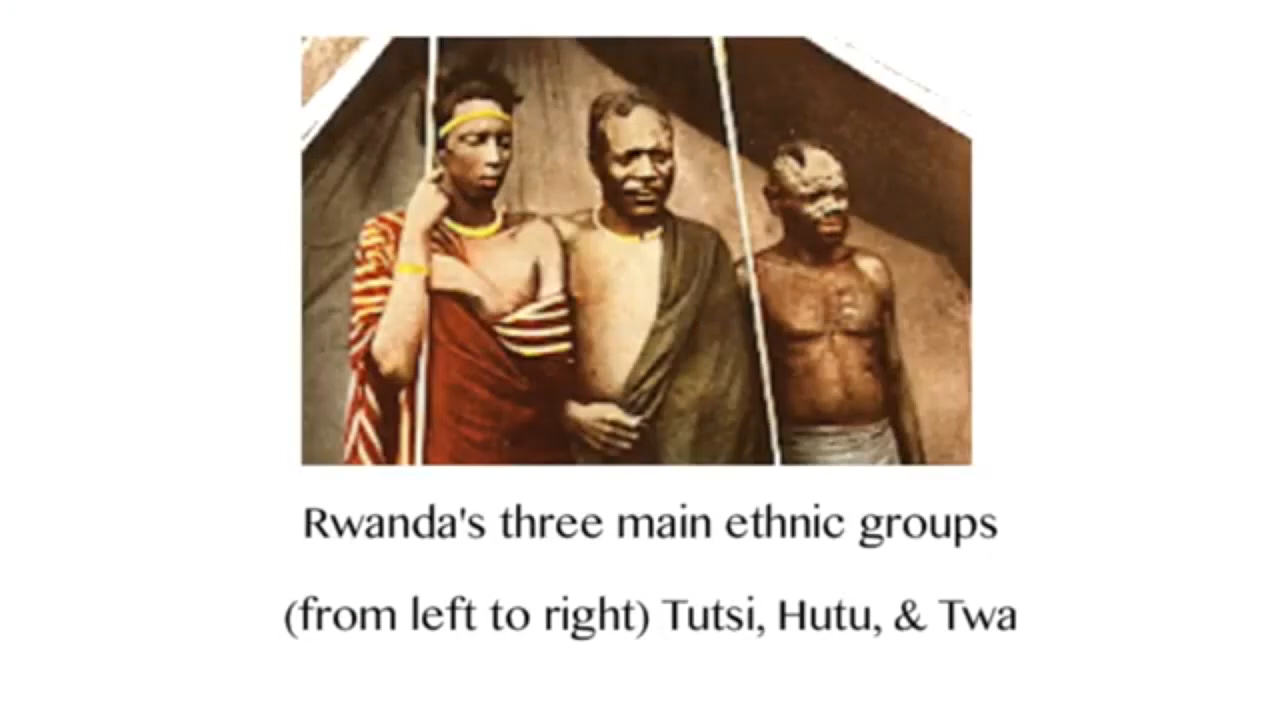 Rwanda's three main ethnic groups
(from left to right) Tutsi, Hutu, & Twa